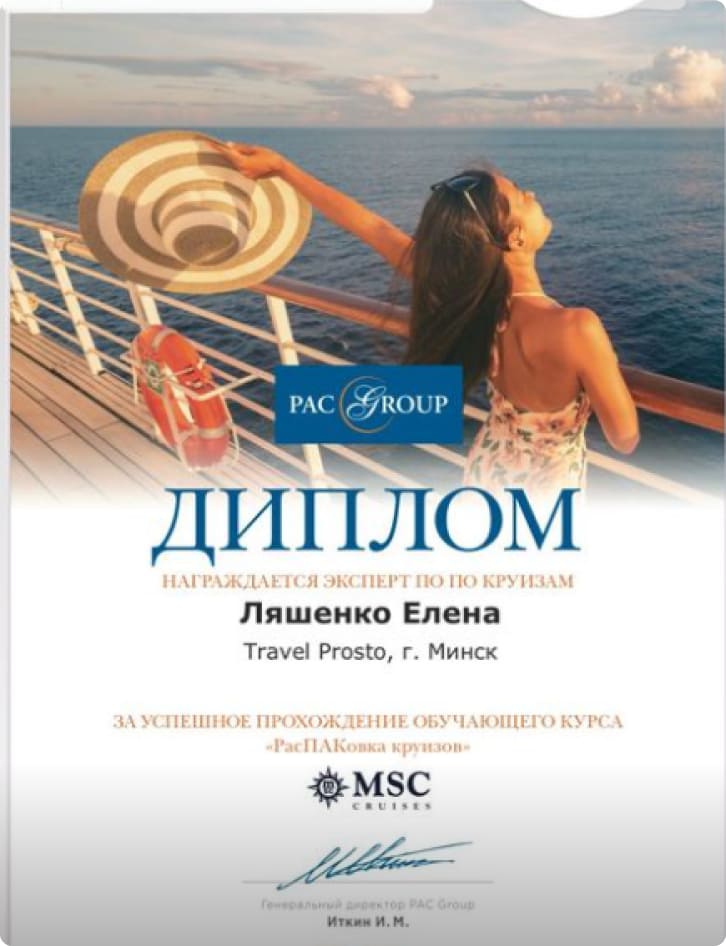 PAC GROUP
ДИПЛОМ
НАГРАЖДАЕТСЯ ЭКСПЕРТ ПО ПО КРУИЗАМ
Ляшенко Елена
Travel Prosto, г. Минск
ЗА УСПЕШНОЕ ПРОХОЖДЕНИЕ ОБУЧАЮЩЕГО КУРСА
«РасПАКовка круизов»
MSC
CRUISES
Генеральный директор PAC Group
Иткин И. М.